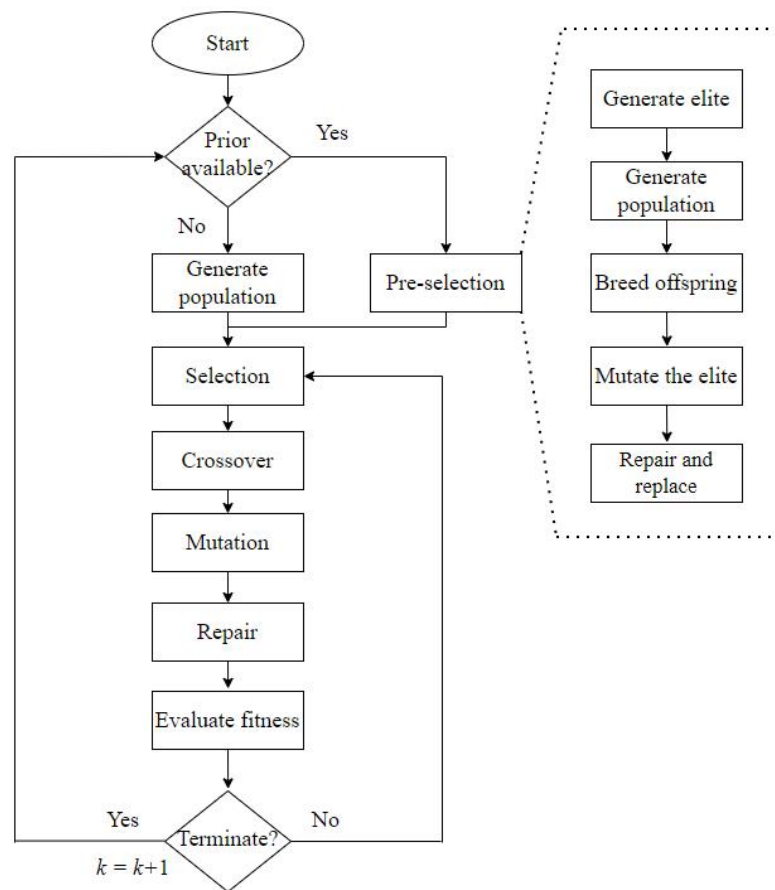 Start
Prior
available?
Yes
No
Generate
population
Pre-selection
Selection
Crossover
Mutation
Repair
Evaluate fitness
Terminate?
Yes
No
k = k+1
Generate elite
Generate
population
Breed offspring
Mutate the elite
Repair and
replace